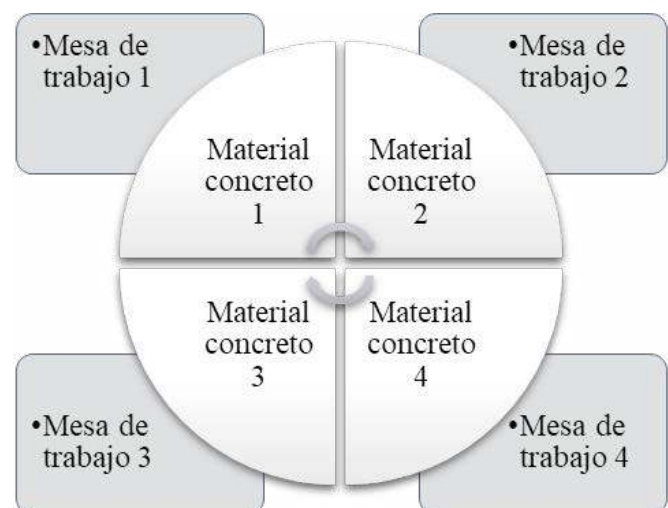 •Mesa de
trabajo 1
•Mesa de
trabajo 2
Material
concreto
1
Material
concreto
2
Material
concreto
3
Material
concreto
4
•Mesa de
trabajo 3
•Mesa de
trabajo 4